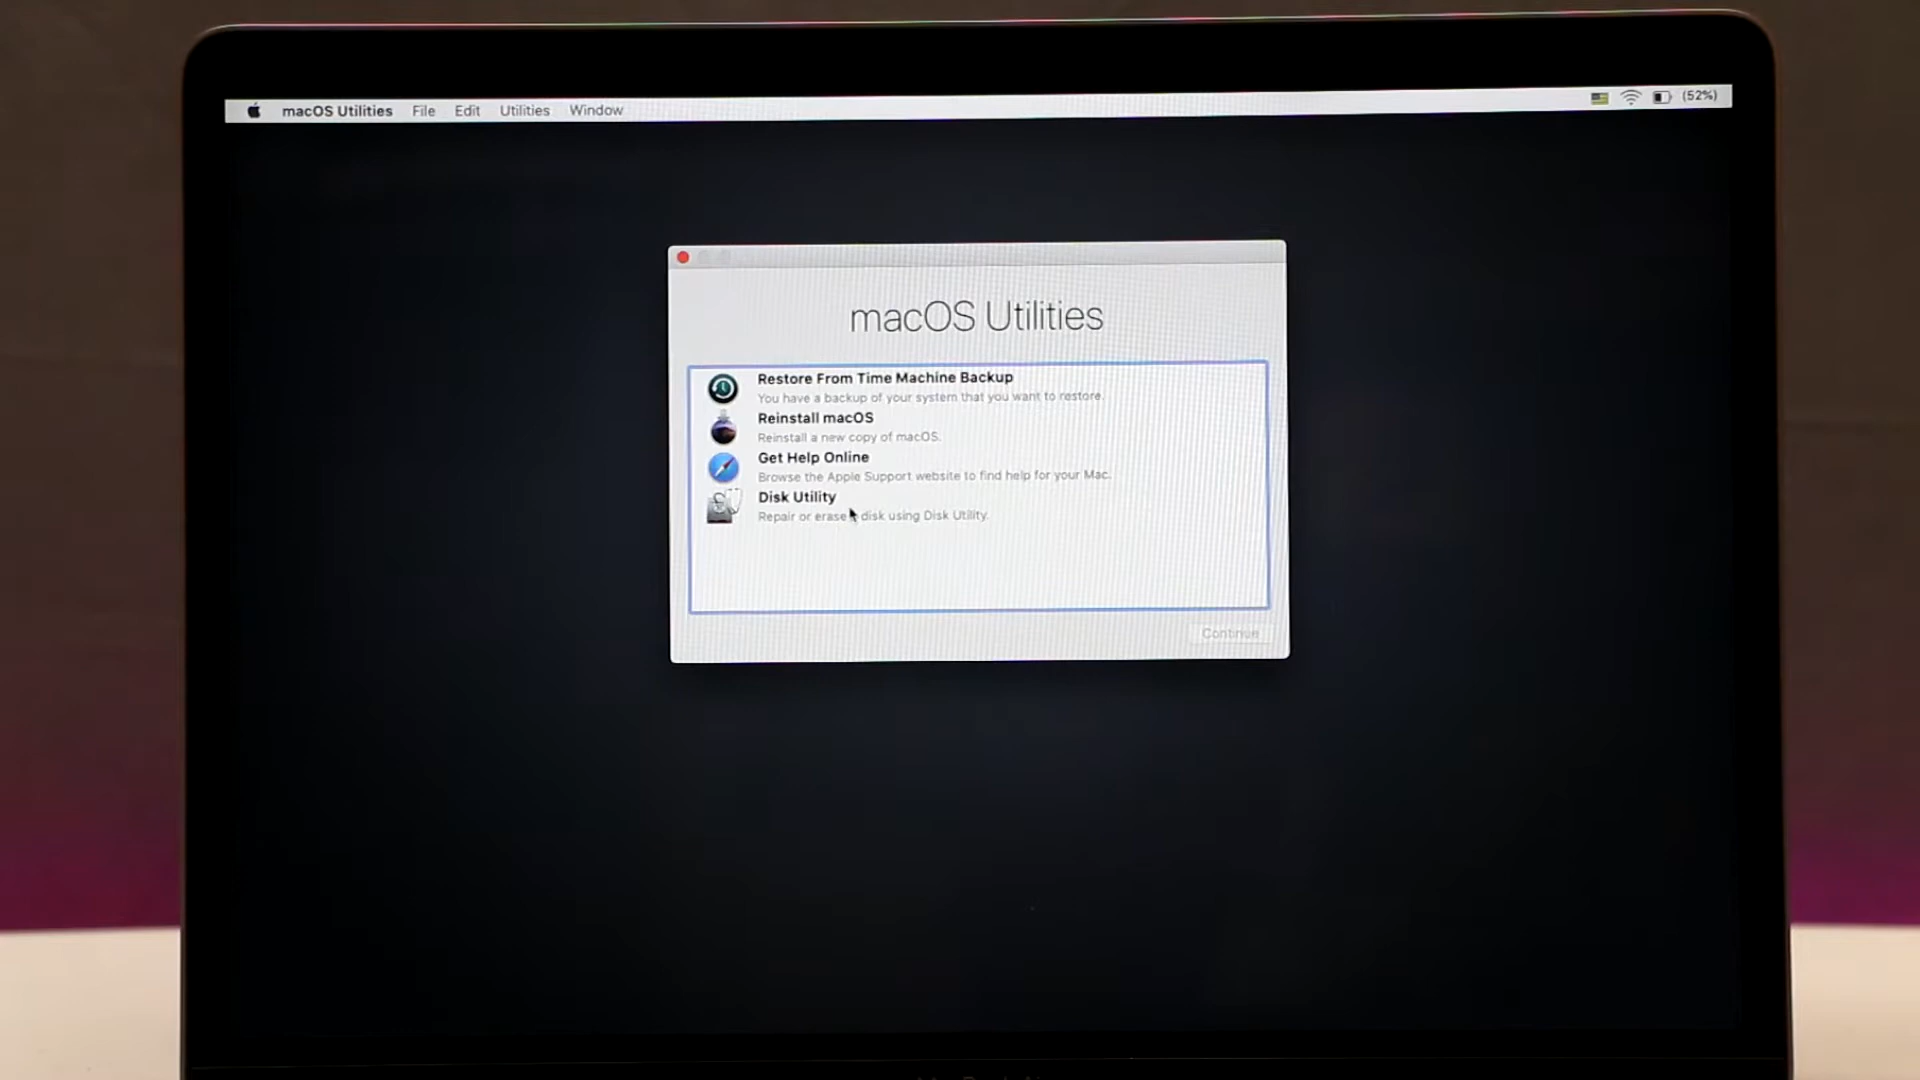 macOS Utilities File Edit Utilities Window (52%)
macOS Utilities
Restore From Time Machine Backup
You have a backup of your system that you want to restore.
Reinstall macOS
Reinstall a new copy of macOS.
Get Help Online
Browse the Apple Support website to find help for your Mac.
Disk Utility
Repair or erase disk using Disk Utility.
Continue